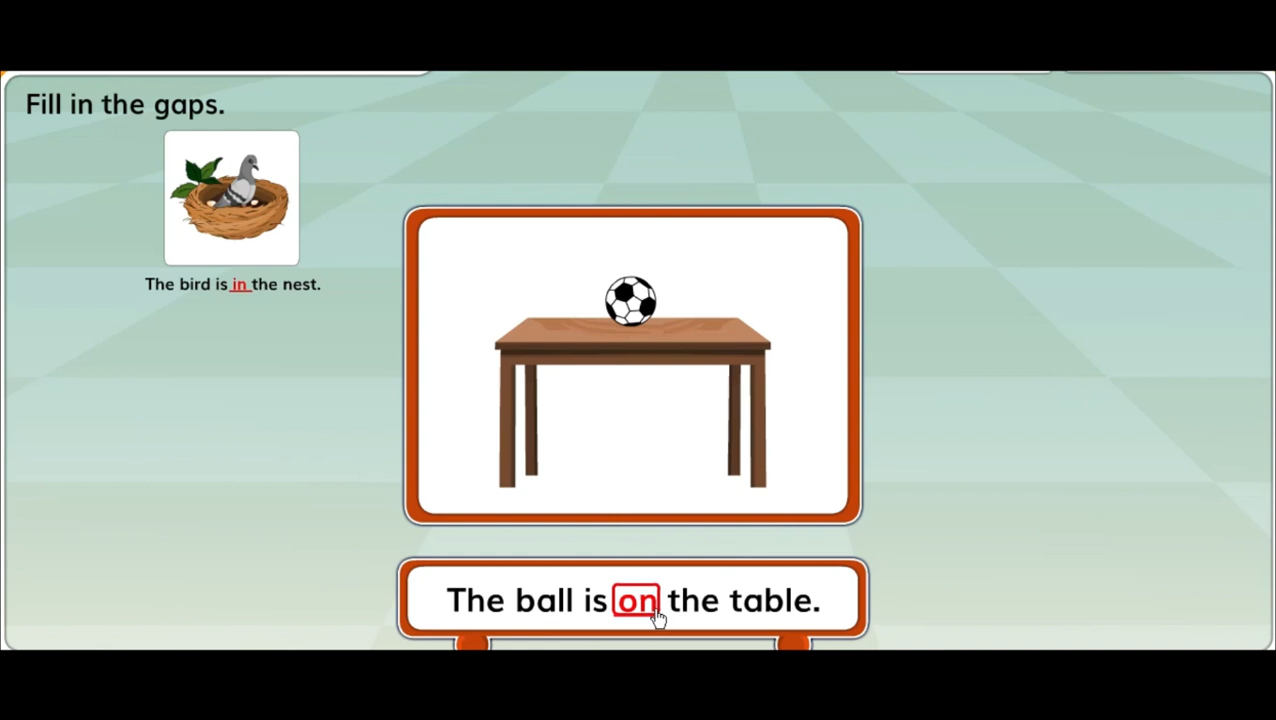 Fill in the gaps.
The bird is in the nest.
The ball is on the table.